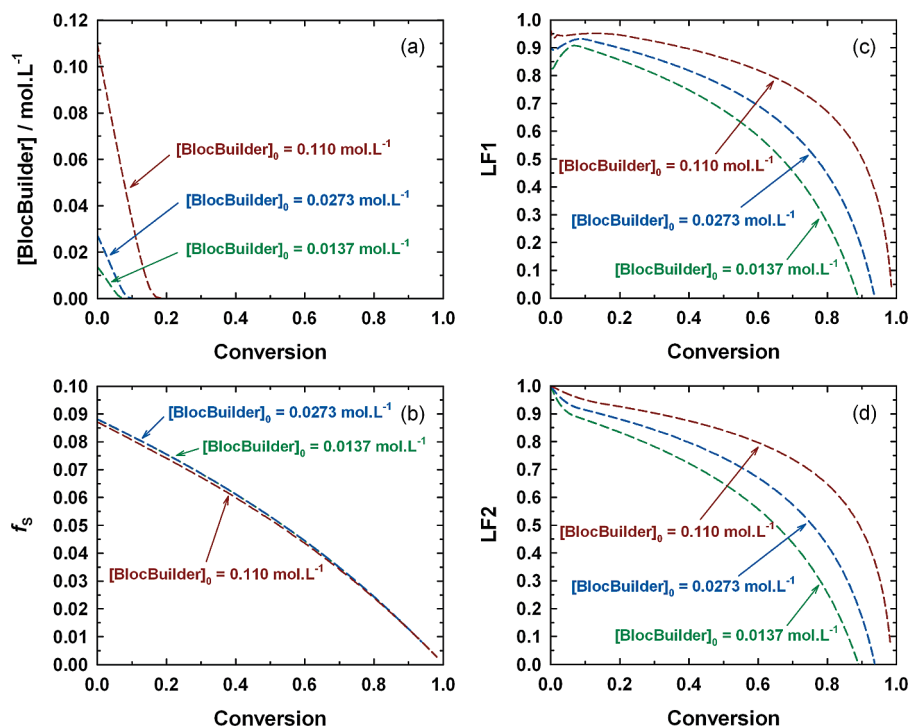 (a)
[BlocBuilder] / mol.L-1
0.12
0.10
0.08
0.06
0.04
0.02
0.00
[BlocBuilder]0 = 0.110 mol.L-1
[BlocBuilder]0 = 0.0273 mol.L-1
[BlocBuilder]0 = 0.0137 mol.L-1
0.0 0.2 0.4 0.6 0.8 1.0
Conversion
(c)
LF1
1.0
0.9
0.8
0.7
0.6
0.5
0.4
0.3
0.2
0.1
0.0
[BlocBuilder]0 = 0.110 mol.L-1
[BlocBuilder]0 = 0.0273 mol.L-1
[BlocBuilder]0 = 0.0137 mol.L-1
0.0 0.2 0.4 0.6 0.8 1.0
Conversion
(b)
fS
0.10
0.09
0.08
0.07
0.06
0.05
0.04
0.03
0.02
0.01
0.00
[BlocBuilder]0 = 0.0273 mol.L-1
[BlocBuilder]0 = 0.0137 mol.L-1
[BlocBuilder]0 = 0.110 mol.L-1
0.0 0.2 0.4 0.6 0.8 1.0
Conversion
(d)
LF2
1.0
0.9
0.8
0.7
0.6
0.5
0.4
0.3
0.2
0.1
0.0
[BlocBuilder]0 = 0.110 mol.L-1
[BlocBuilder]0 = 0.0273 mol.L-1
[BlocBuilder]0 = 0.0137 mol.L-1
0.0 0.2 0.4 0.6 0.8 1.0
Conversion